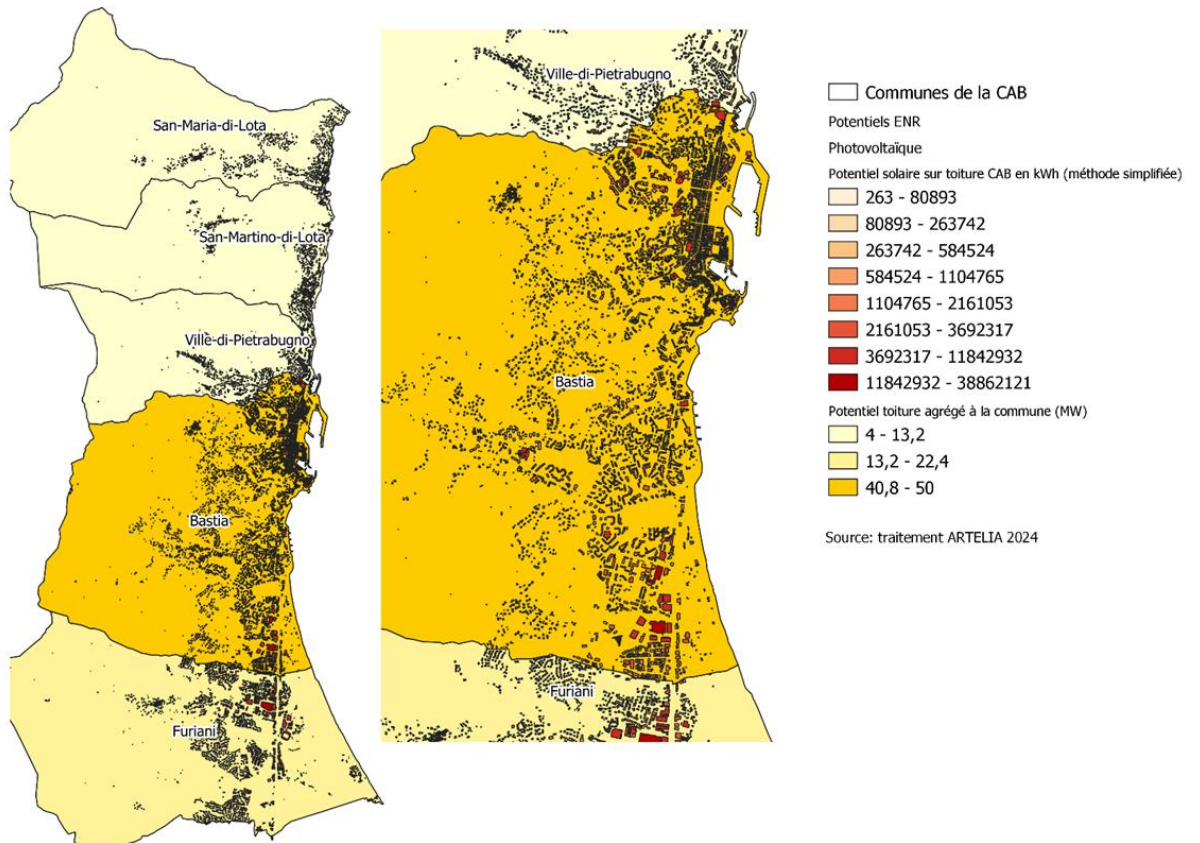 San-Maria-di-Lota
San-Martino-di-Lota
Ville-di-Pietrabugno
Bastia
Furiani
Ville-di-Pietrabugno
Bastia
Furiani
Communes de la CAB
Potentiels ENR
Photovoltaïque
Potentiel solaire sur toiture CAB en kWh (méthode simplifiée)
263 - 80893
80893 - 263742
263742 - 584524
584524 - 1104765
1104765 - 2161053
2161053 - 3692317
3692317 - 11842932
11842932 - 38862121
Potentiel toiture agrégé à la commune (MW)
4 - 13,2
13,2 - 22,4
40,8 - 50
Source: traitement ARTELIA 2024